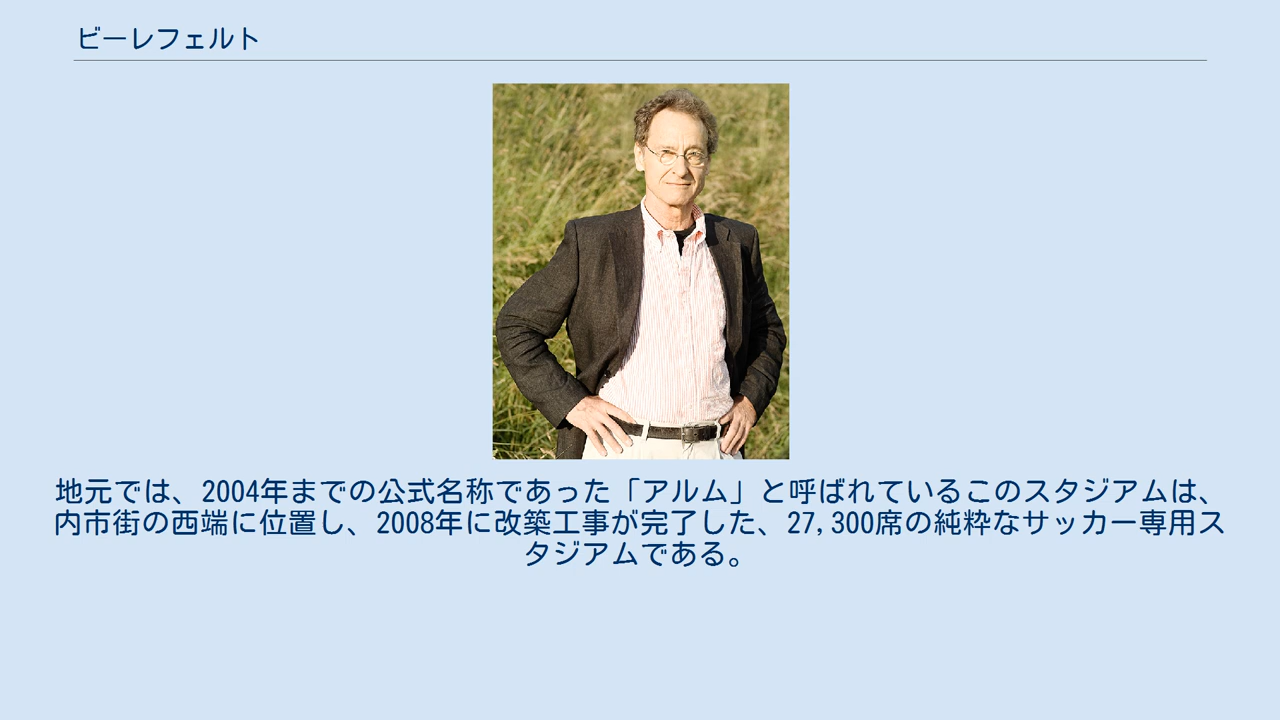 ビーレフェルト
地元では、2004年までの公式名称であった「アルム」と呼ばれているこのスタジアムは、
内市街の西端に位置し、2008年に改築工事が完了した、27,300席の純粋なサッカー専用ス
タジアムである。